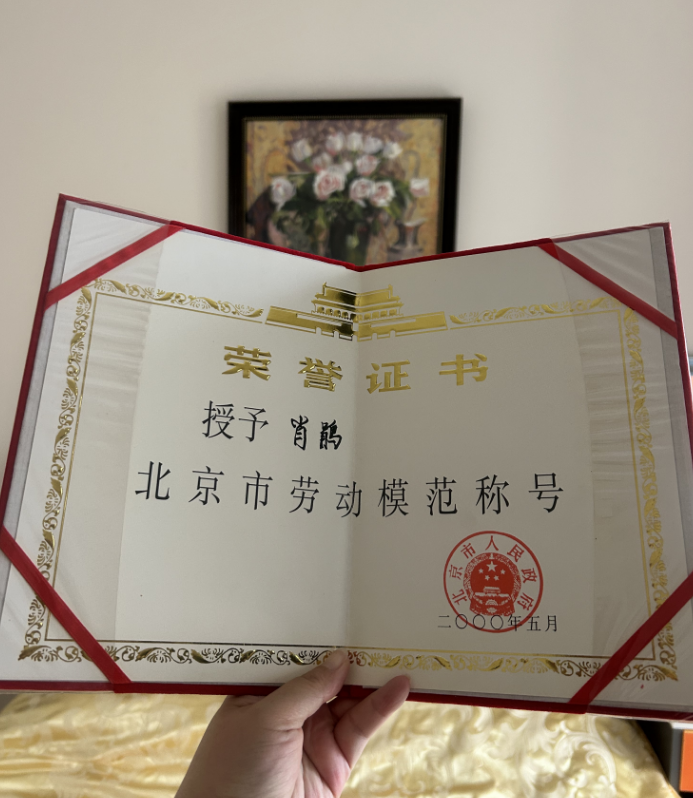 荣誉证书
授予 肖鹃
北京市劳动模范称号
北京市人民政府
二〇〇〇年五月